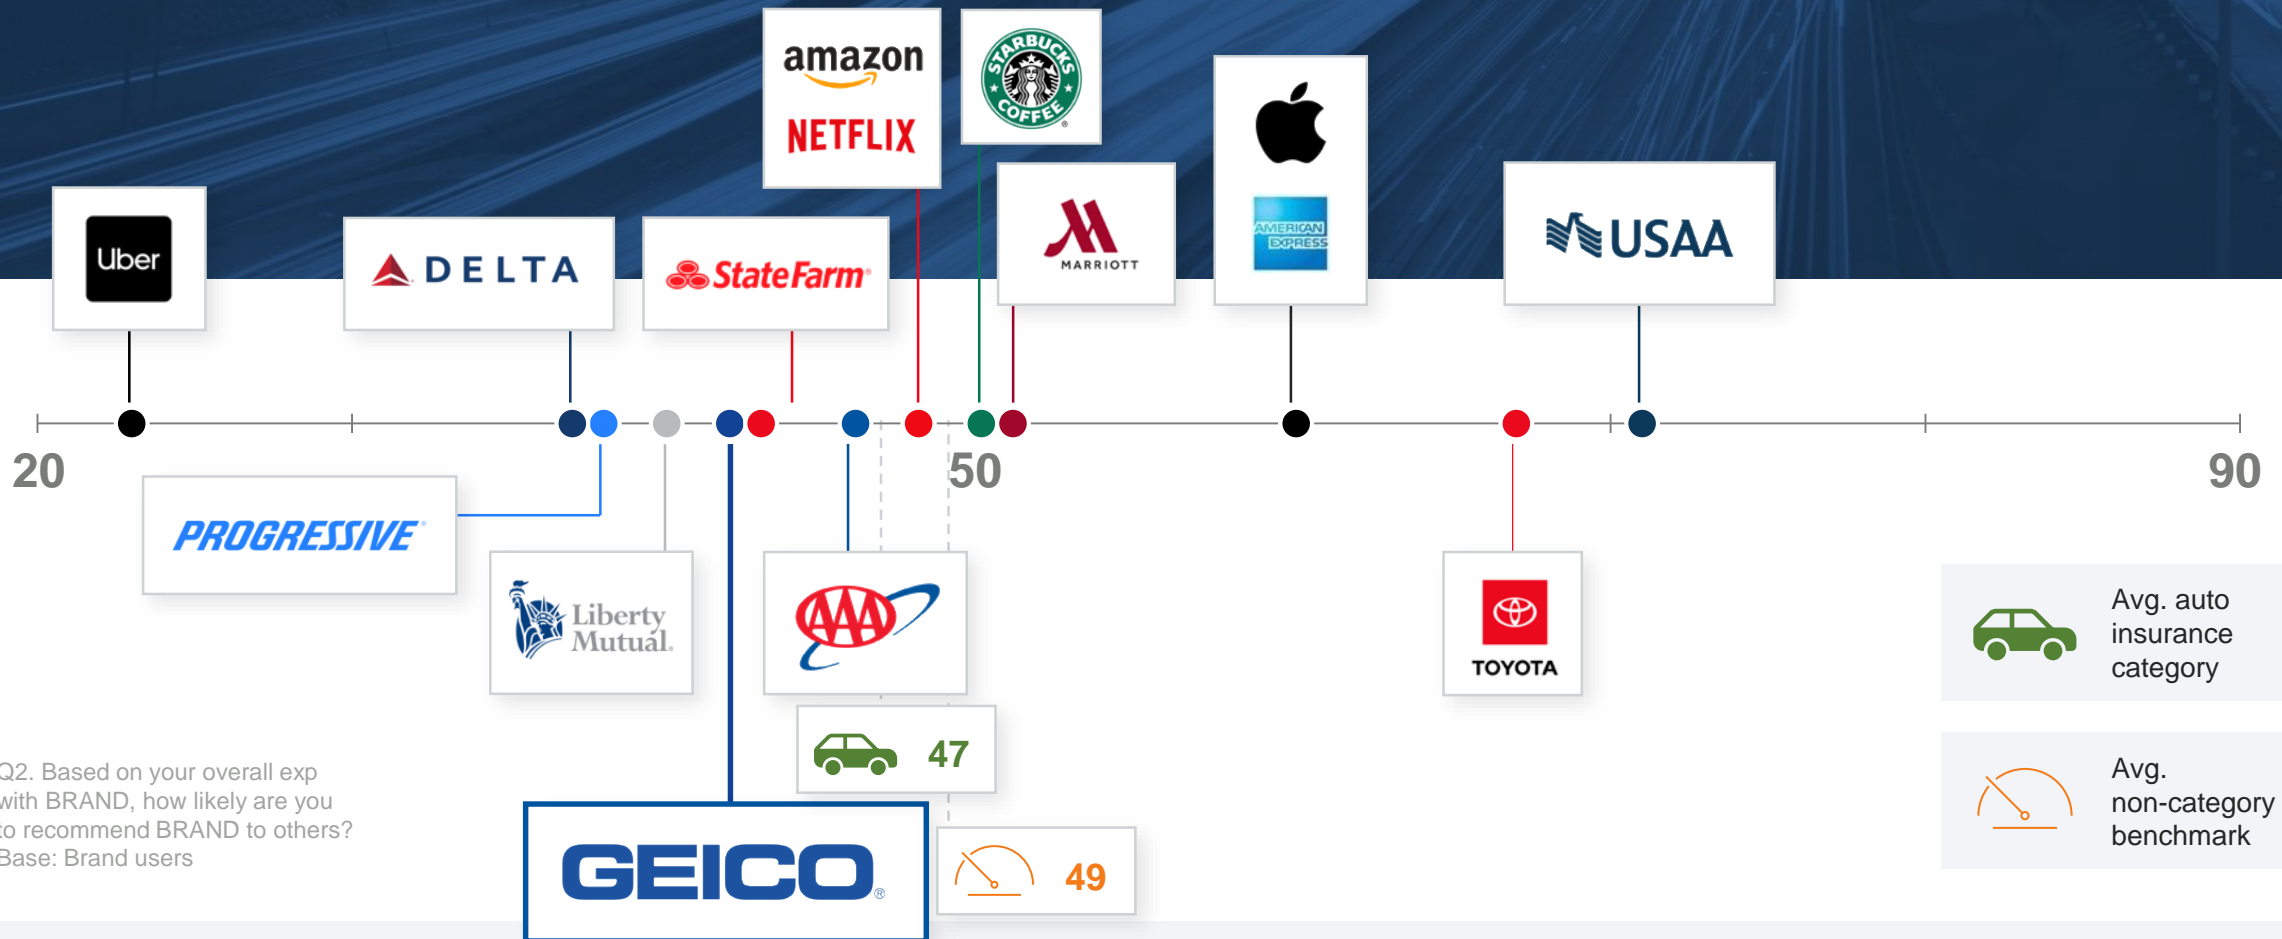 amazon
NETFLIX
STARBUCKS
COFFEE
®
Uber
DELTA
StateFarm®
MARRIOTT
AMERICAN
EXPRESS
USAA
20
50
90
PROGRESSIVE®
Liberty
Mutual.
AAA
TOYOTA
47
GEICO®
49
Avg. auto
insurance
category
Avg.
non-category
benchmark
Q2. Based on your overall exp
with BRAND, how likely are you
to recommend BRAND to others?
Base: Brand users